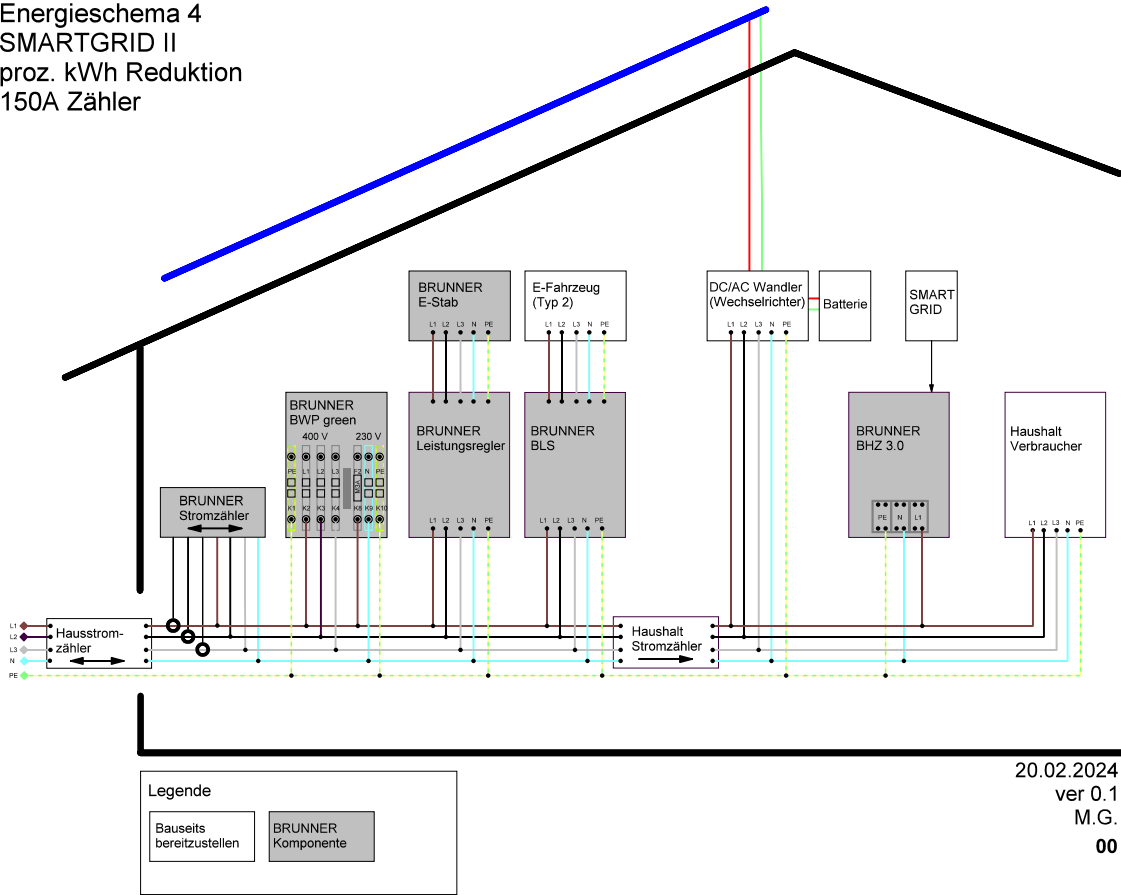 Energieschema 4
SMARTGRID II
proz. kWh Reduktion
150A Zähler
BRUNNER
E-Stab
L1 L2 L3 N PE
E-Fahrzeug
(Typ 2)
L1 L2 L3 N PE
DC/AC Wandler
(Wechselrichter)
L1 L2 L3 N PE
Batterie
SMART
GRID
BRUNNER
BWP green
400 V 230 V
PE L1 L2 L3 F2 N PE
M3A
K1 K2 K3 K4 K8 K9 K10
BRUNNER
Leistungsregler
L1 L2 L3 N PE
BRUNNER
BLS
L1 L2 L3 N PE
BRUNNER
BHZ 3.0
PE N L1
Haushalt
Verbraucher
L1 L2 L3 N PE
BRUNNER
Stromzähler
L1
L2
L3
N
PE
Hausstrom-
zähler
Haushalt
Stromzähler
Legende
Bauseits
bereitzustellen
BRUNNER
Komponente
20.02.2024
ver 0.1
M.G.
00